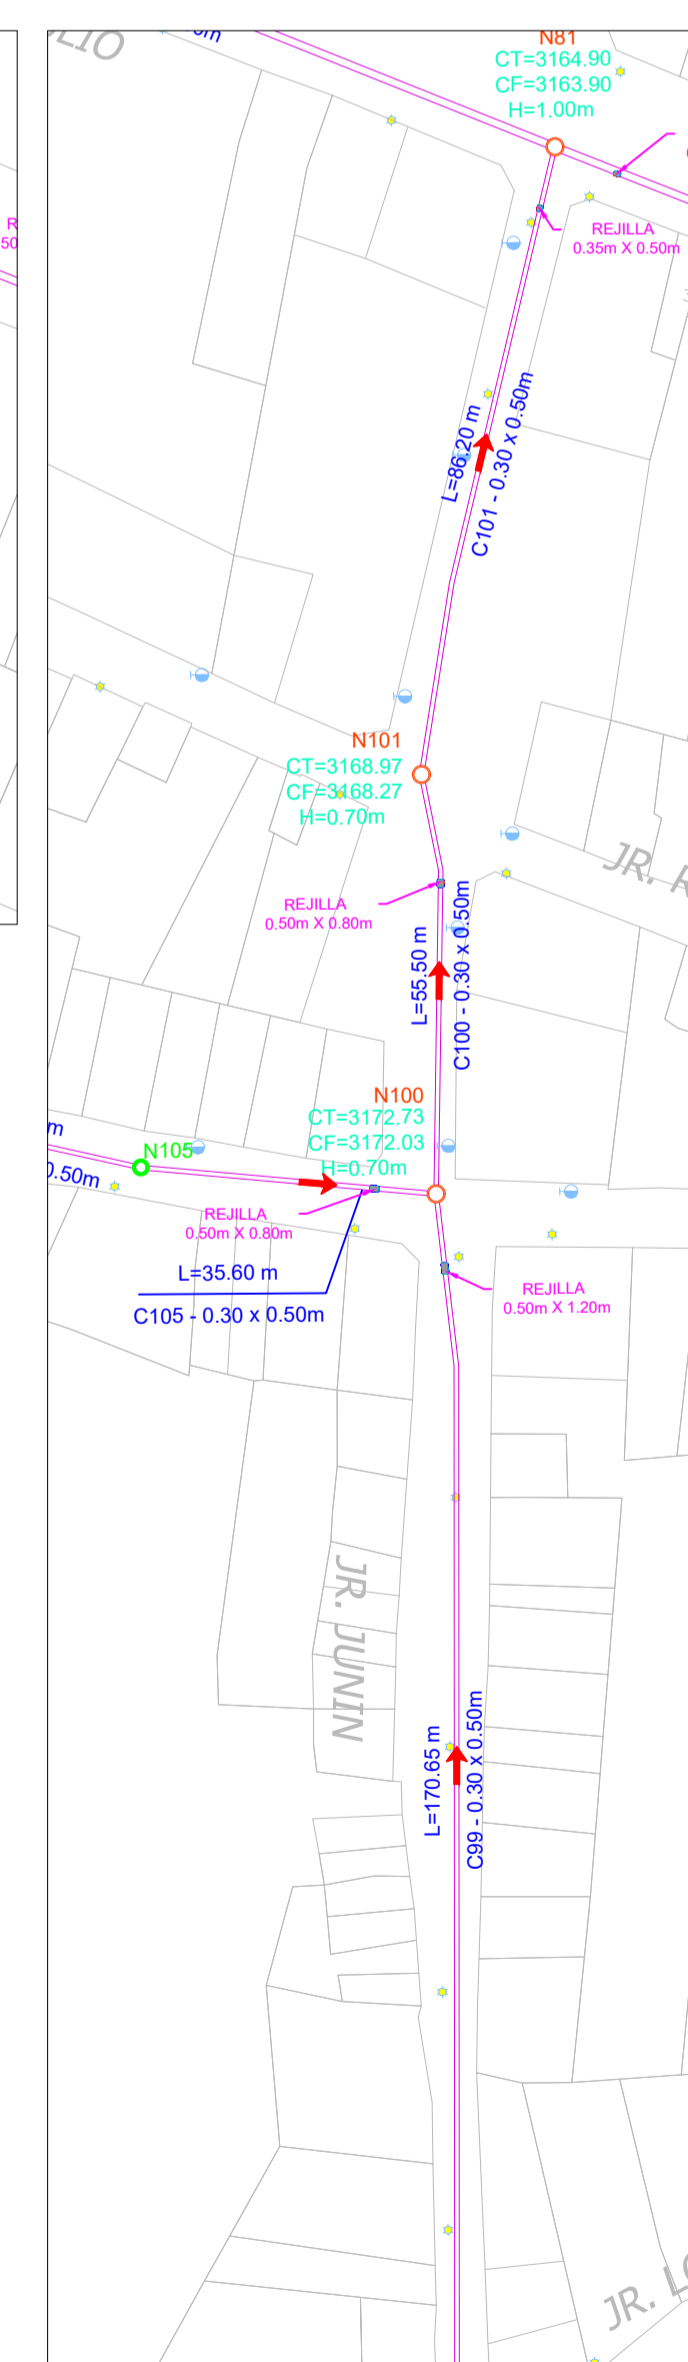 N81
CT=3164.90
CF=3163.90
H=1.00m
REJILLA
0.35m X 0.50m
L=86.20 m
C101 - 0.30 x 0.50m
N101
CT=3168.97
CF=3168.27
H=0.70m
JR.
REJILLA
0.50m X 0.80m
L=55.50 m
C100 - 0.30 x 0.50m
N100
CT=3172.73
CF=3172.03
H=0.70m
N105
0.50m
REJILLA
0.50m X 0.80m
L=35.60 m
C105 - 0.30 x 0.50m
REJILLA
0.50m X 1.20m
JR. JUNIN
L=170.65 m
C99 - 0.30 x 0.50m
JR.